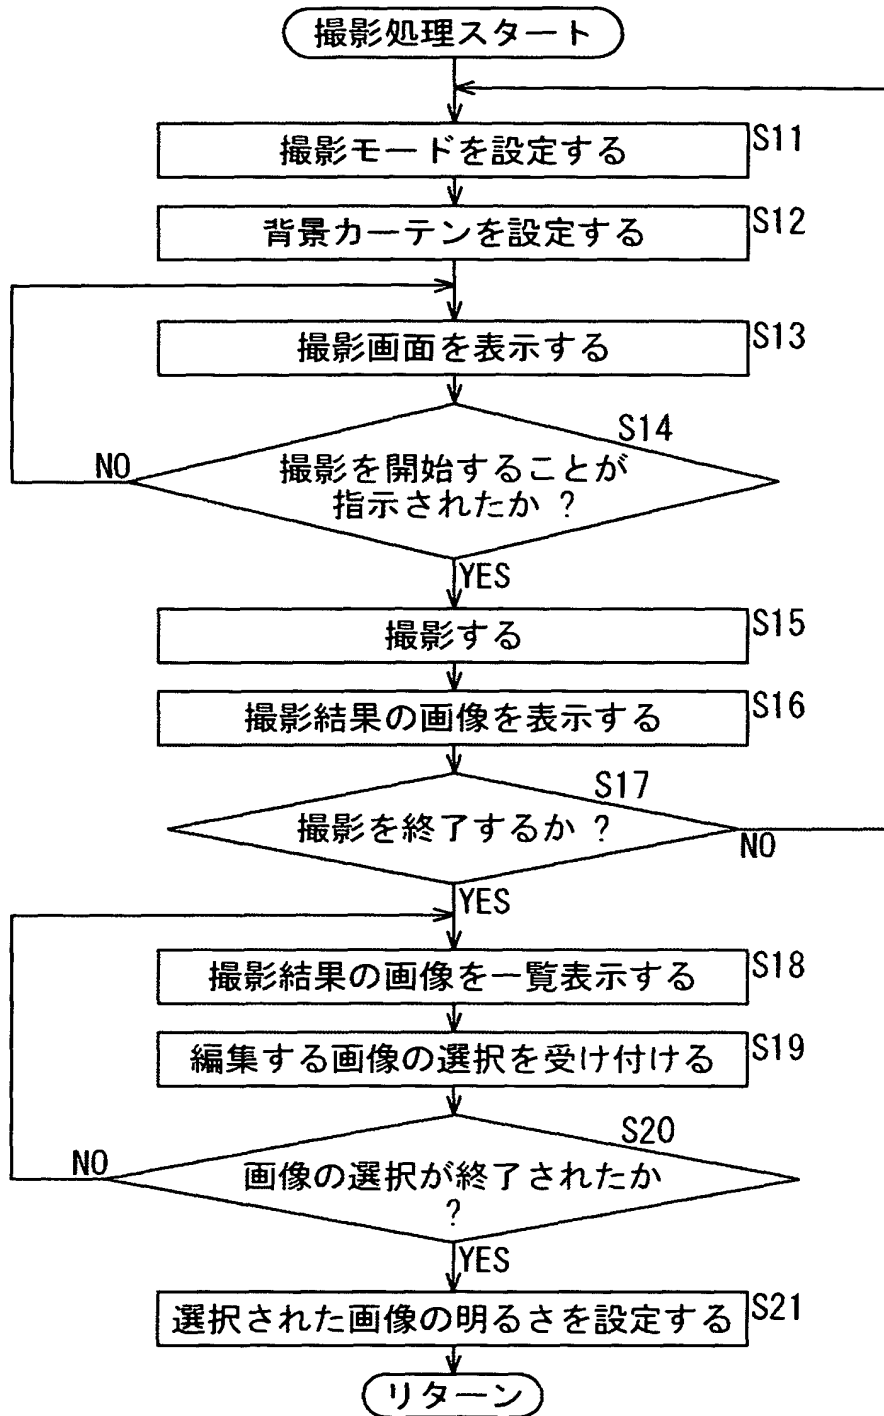 撮影処理スタート
撮影モードを設定する
S11
背景カーテンを設定する
S12
撮影画面を表示する
S13
S14
NO
撮影を開始することが
指示されたか ?
YES
撮影する
S15
撮影結果の画像を表示する
S16
S17
撮影を終了するか ?
NO
YES
撮影結果の画像を一覧表示する
S18
編集する画像の選択を受け付ける
S19
S20
NO
画像の選択が終了されたか
?
YES
選択された画像の明るさを設定する
S21
リターン